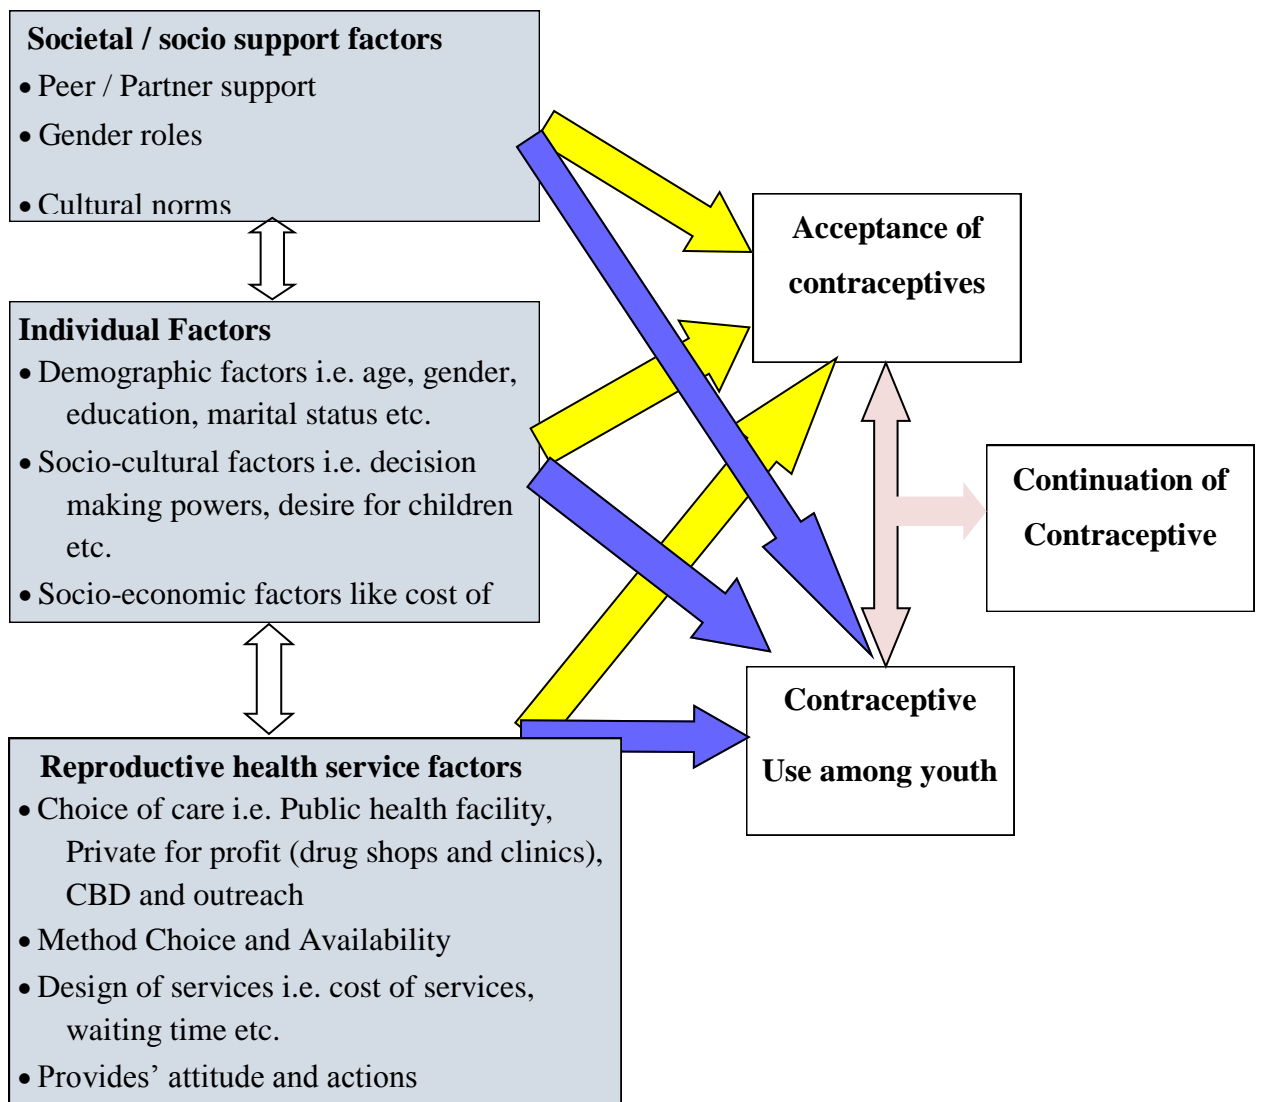 Societal / socio support factors
• Peer / Partner support
• Gender roles
• Cultural norms
Individual Factors
• Demographic factors i.e. age, gender,
education, marital status etc.
• Socio-cultural factors i.e. decision
making powers, desire for children
etc.
• Socio-economic factors like cost of
Reproductive health service factors
• Choice of care i.e. Public health facility,
Private for profit (drug shops and clinics),
CBD and outreach
• Method Choice and Availability
• Design of services i.e. cost of services,
waiting time etc.
• Provides’ attitude and actions
Acceptance of
contraceptives
Continuation of
Contraceptive
Contraceptive
Use among youth